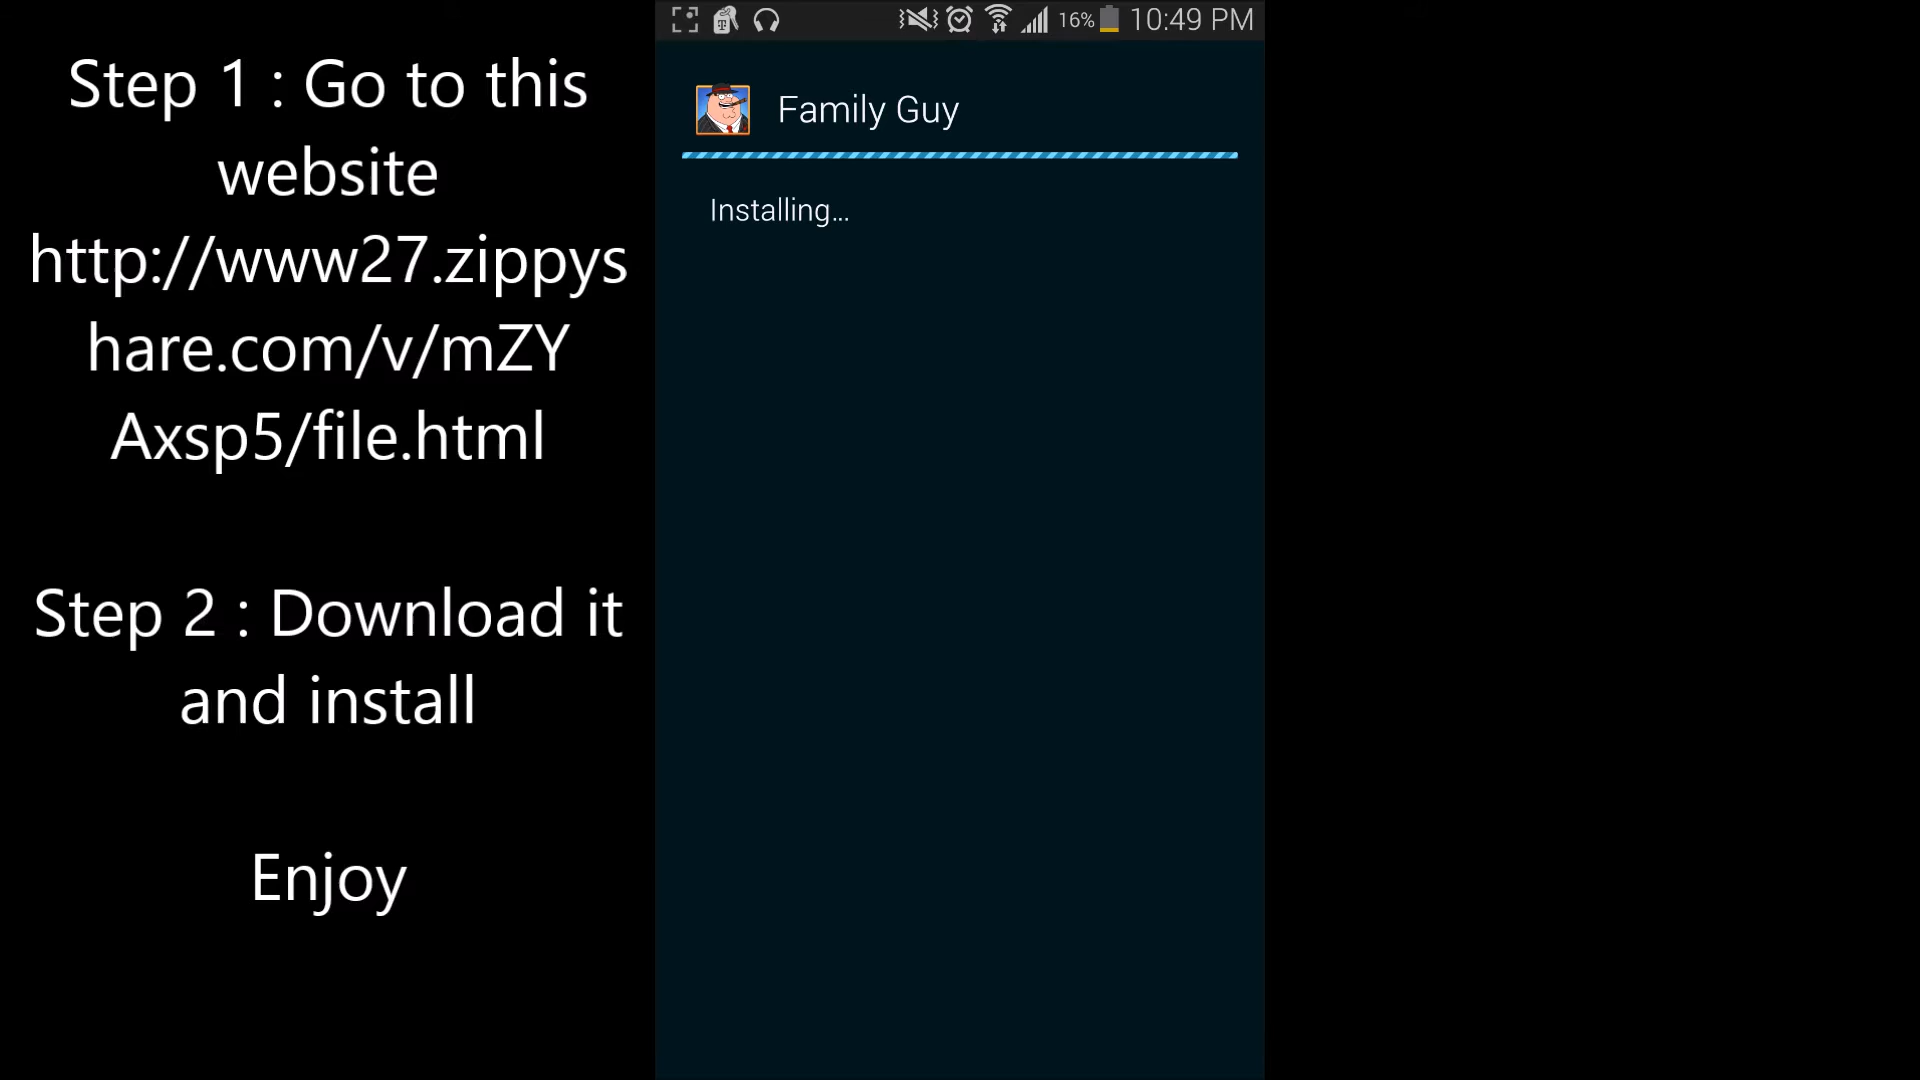 Step 1 : Go to this
website
http://www27.zippys
hare.com/v/mZY
Axsp5/file.html
Step 2 : Download it
and install
Enjoy
16% 10:49 PM
Family Guy
Installing...